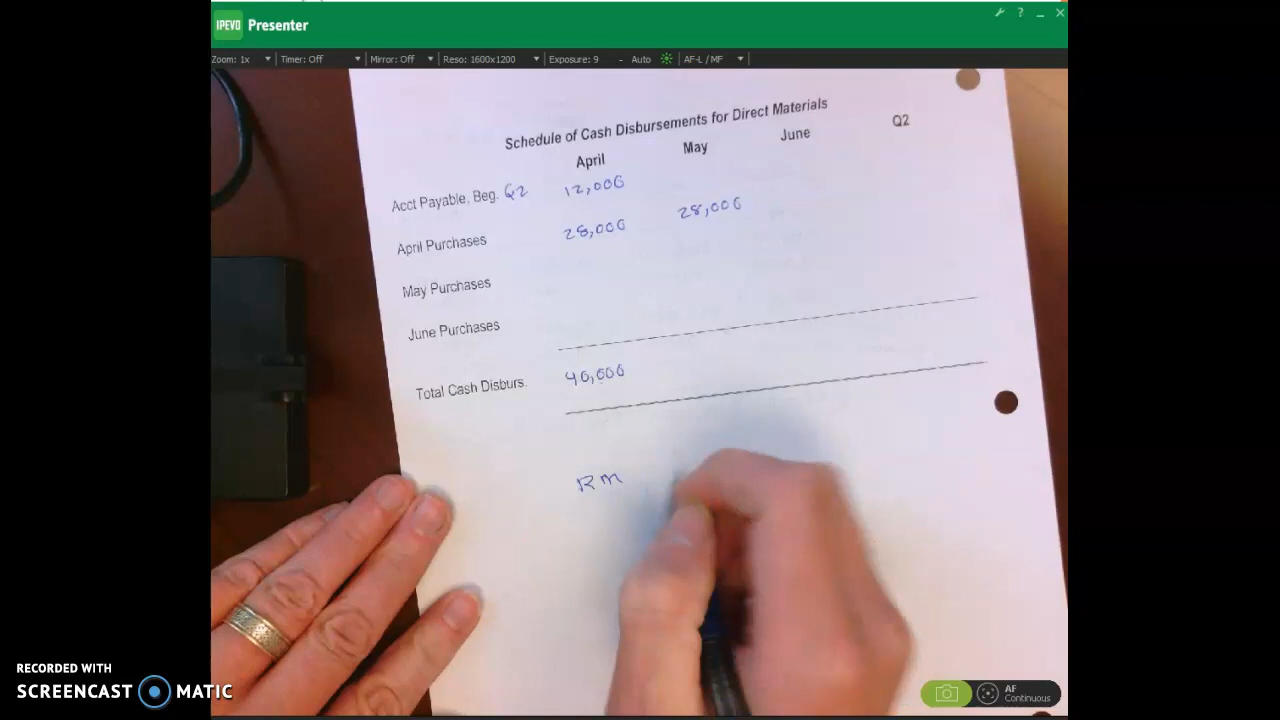 IPEVO Presenter
Zoom: 1x Timer: Off Mirror: Off Reso: 1600x1200 Exposure: 9 - Auto AF-L / MF
Schedule of Cash Disbursements for Direct Materials
April May June Q2
Acct Payable, Beg. Q2 12,000
April Purchases 28,000 28,000
May Purchases
June Purchases
Total Cash Disburs. 40,000
RM
RECORDED WITH
SCREENCAST MATIC
AF
Continuous